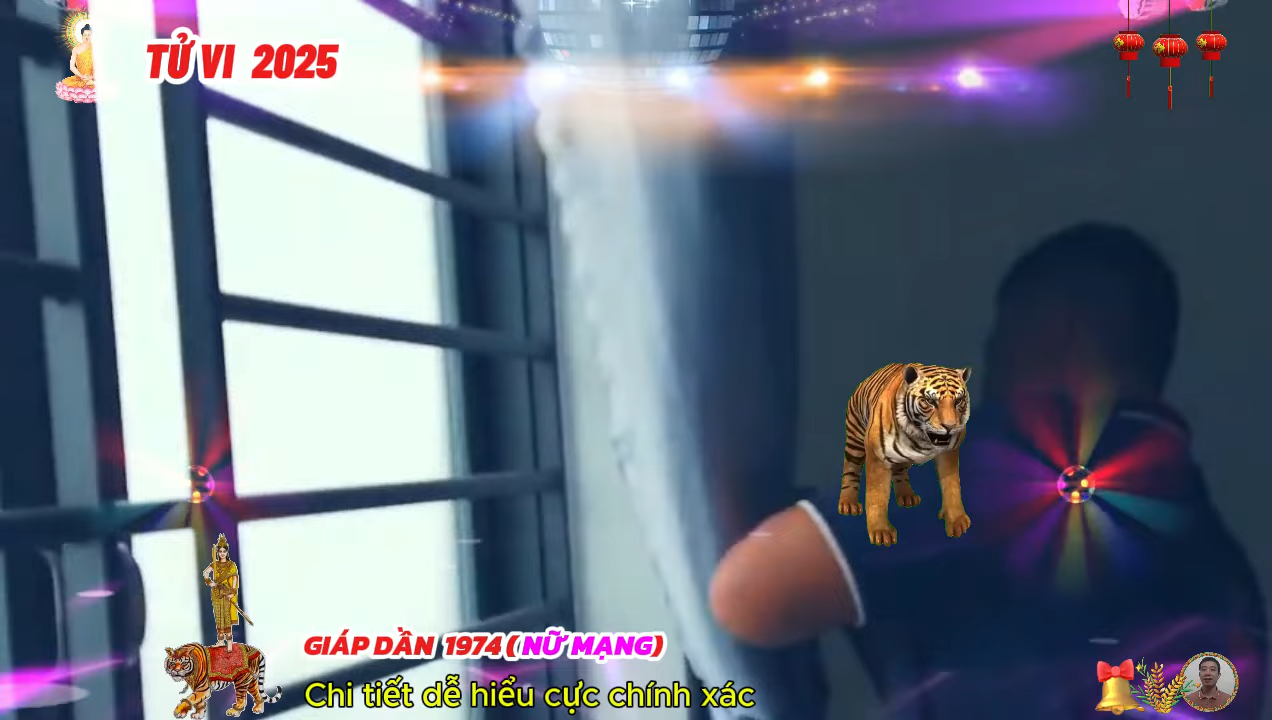 TỬ VI 2025
GIÁP DẦN 1974 ( NỮ MẠNG)
Chi tiết dễ hiểu cực chính xác